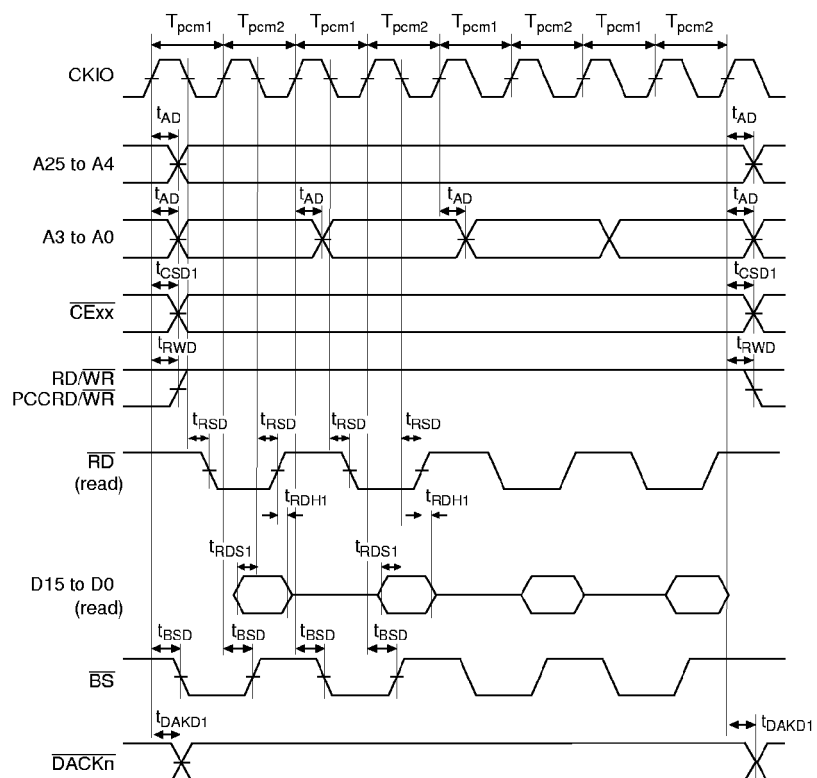 Tpcm1 Tpcm2 Tpcm1 Tpcm2 Tpcm1 Tpcm2 Tpcm1 Tpcm2
CKIO
tAD tAD
A25 to A4
tAD tAD tAD tAD
A3 to A0
tCSD1 tCSD1
CExx
tRWD tRWD
RD/WR
PCCRD/WR
tRSD tRSD tRSD tRSD
RD
(read)
tRDH1 tRDH1
tRDS1 tRDS1
D15 to D0
(read)
tBSD tBSD tBSD tBSD
BS
tDAKD1 tDAKD1
DACKn